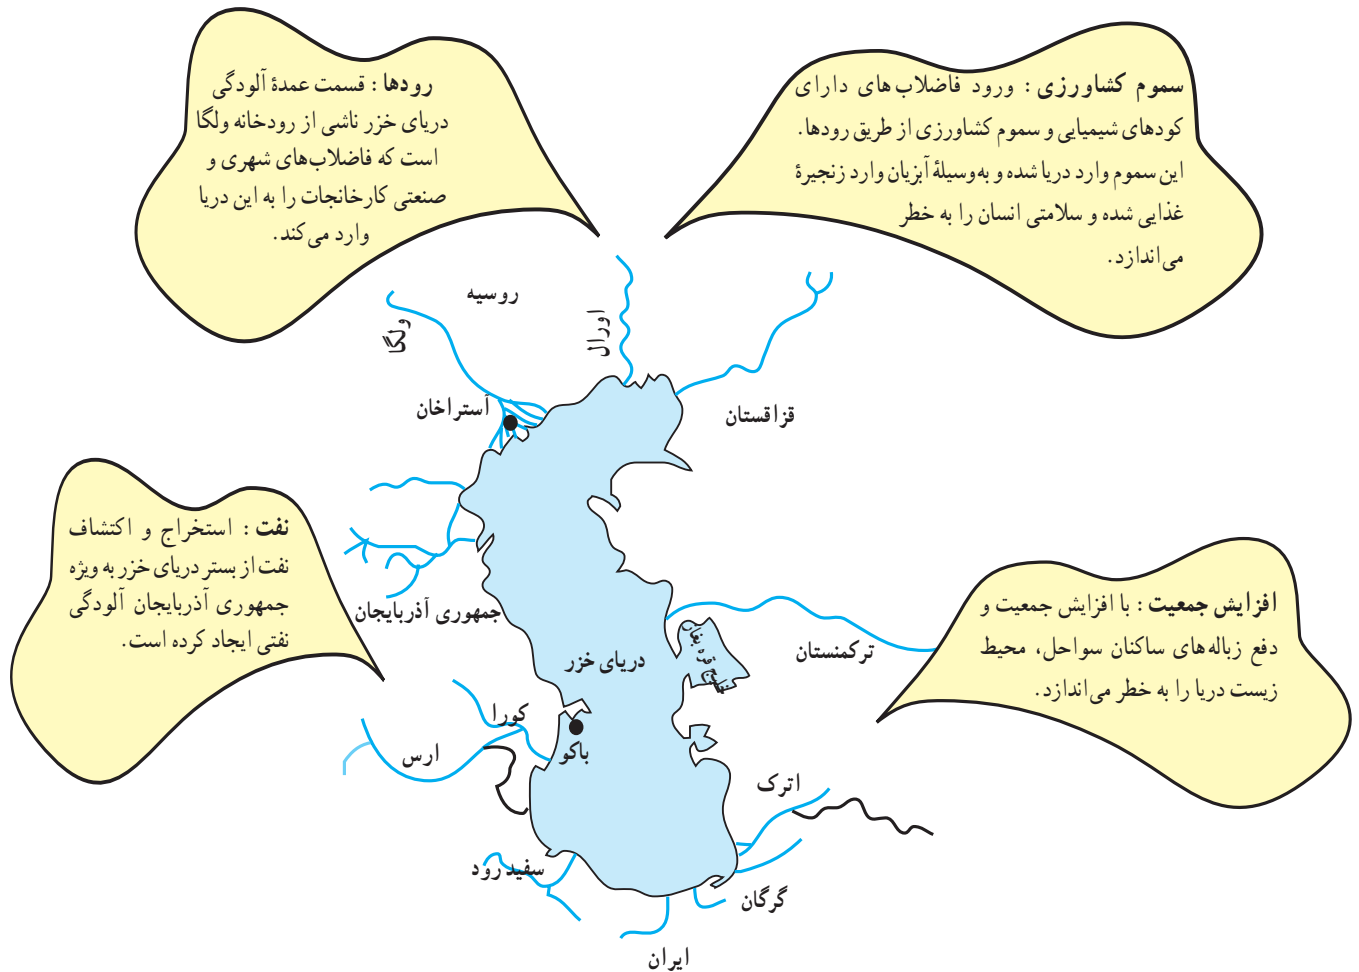 سموم کشاورزی : ورود فاضلاب‌های دارای
کودهای شیمیایی و سموم کشاورزی از طریق رودها.
این سموم وارد دریا شده و به‌وسیلهٔ آبزیان وارد زنجیرهٔ
غذایی شده و سلامتی انسان را به خطر
می‌اندازد.
رودها : قسمت عمدهٔ آلودگی
دریای خزر ناشی از رودخانه ولگا
است که فاضلاب‌های شهری و
صنعتی کارخانجات را به این دریا
وارد می‌کند.
روسیه
ولگا
اورال
آستراخان
قزاقستان
نفت : استخراج و اکتشاف
نفت از بستر دریای خزر به ویژه
جمهوری آذربایجان آلودگی
نفتی ایجاد کرده است.
افزایش جمعیت : با افزایش جمعیت و
دفع زباله‌های ساکنان سواحل، محیط
زیست دریا را به خطر می‌اندازد.
جمهوری آذربایجان
ترکمنستان
دریای خزر
خلیج قره بغاز
کورا
باکو
ارس
اترک
سفیدرود
گرگان
ایران